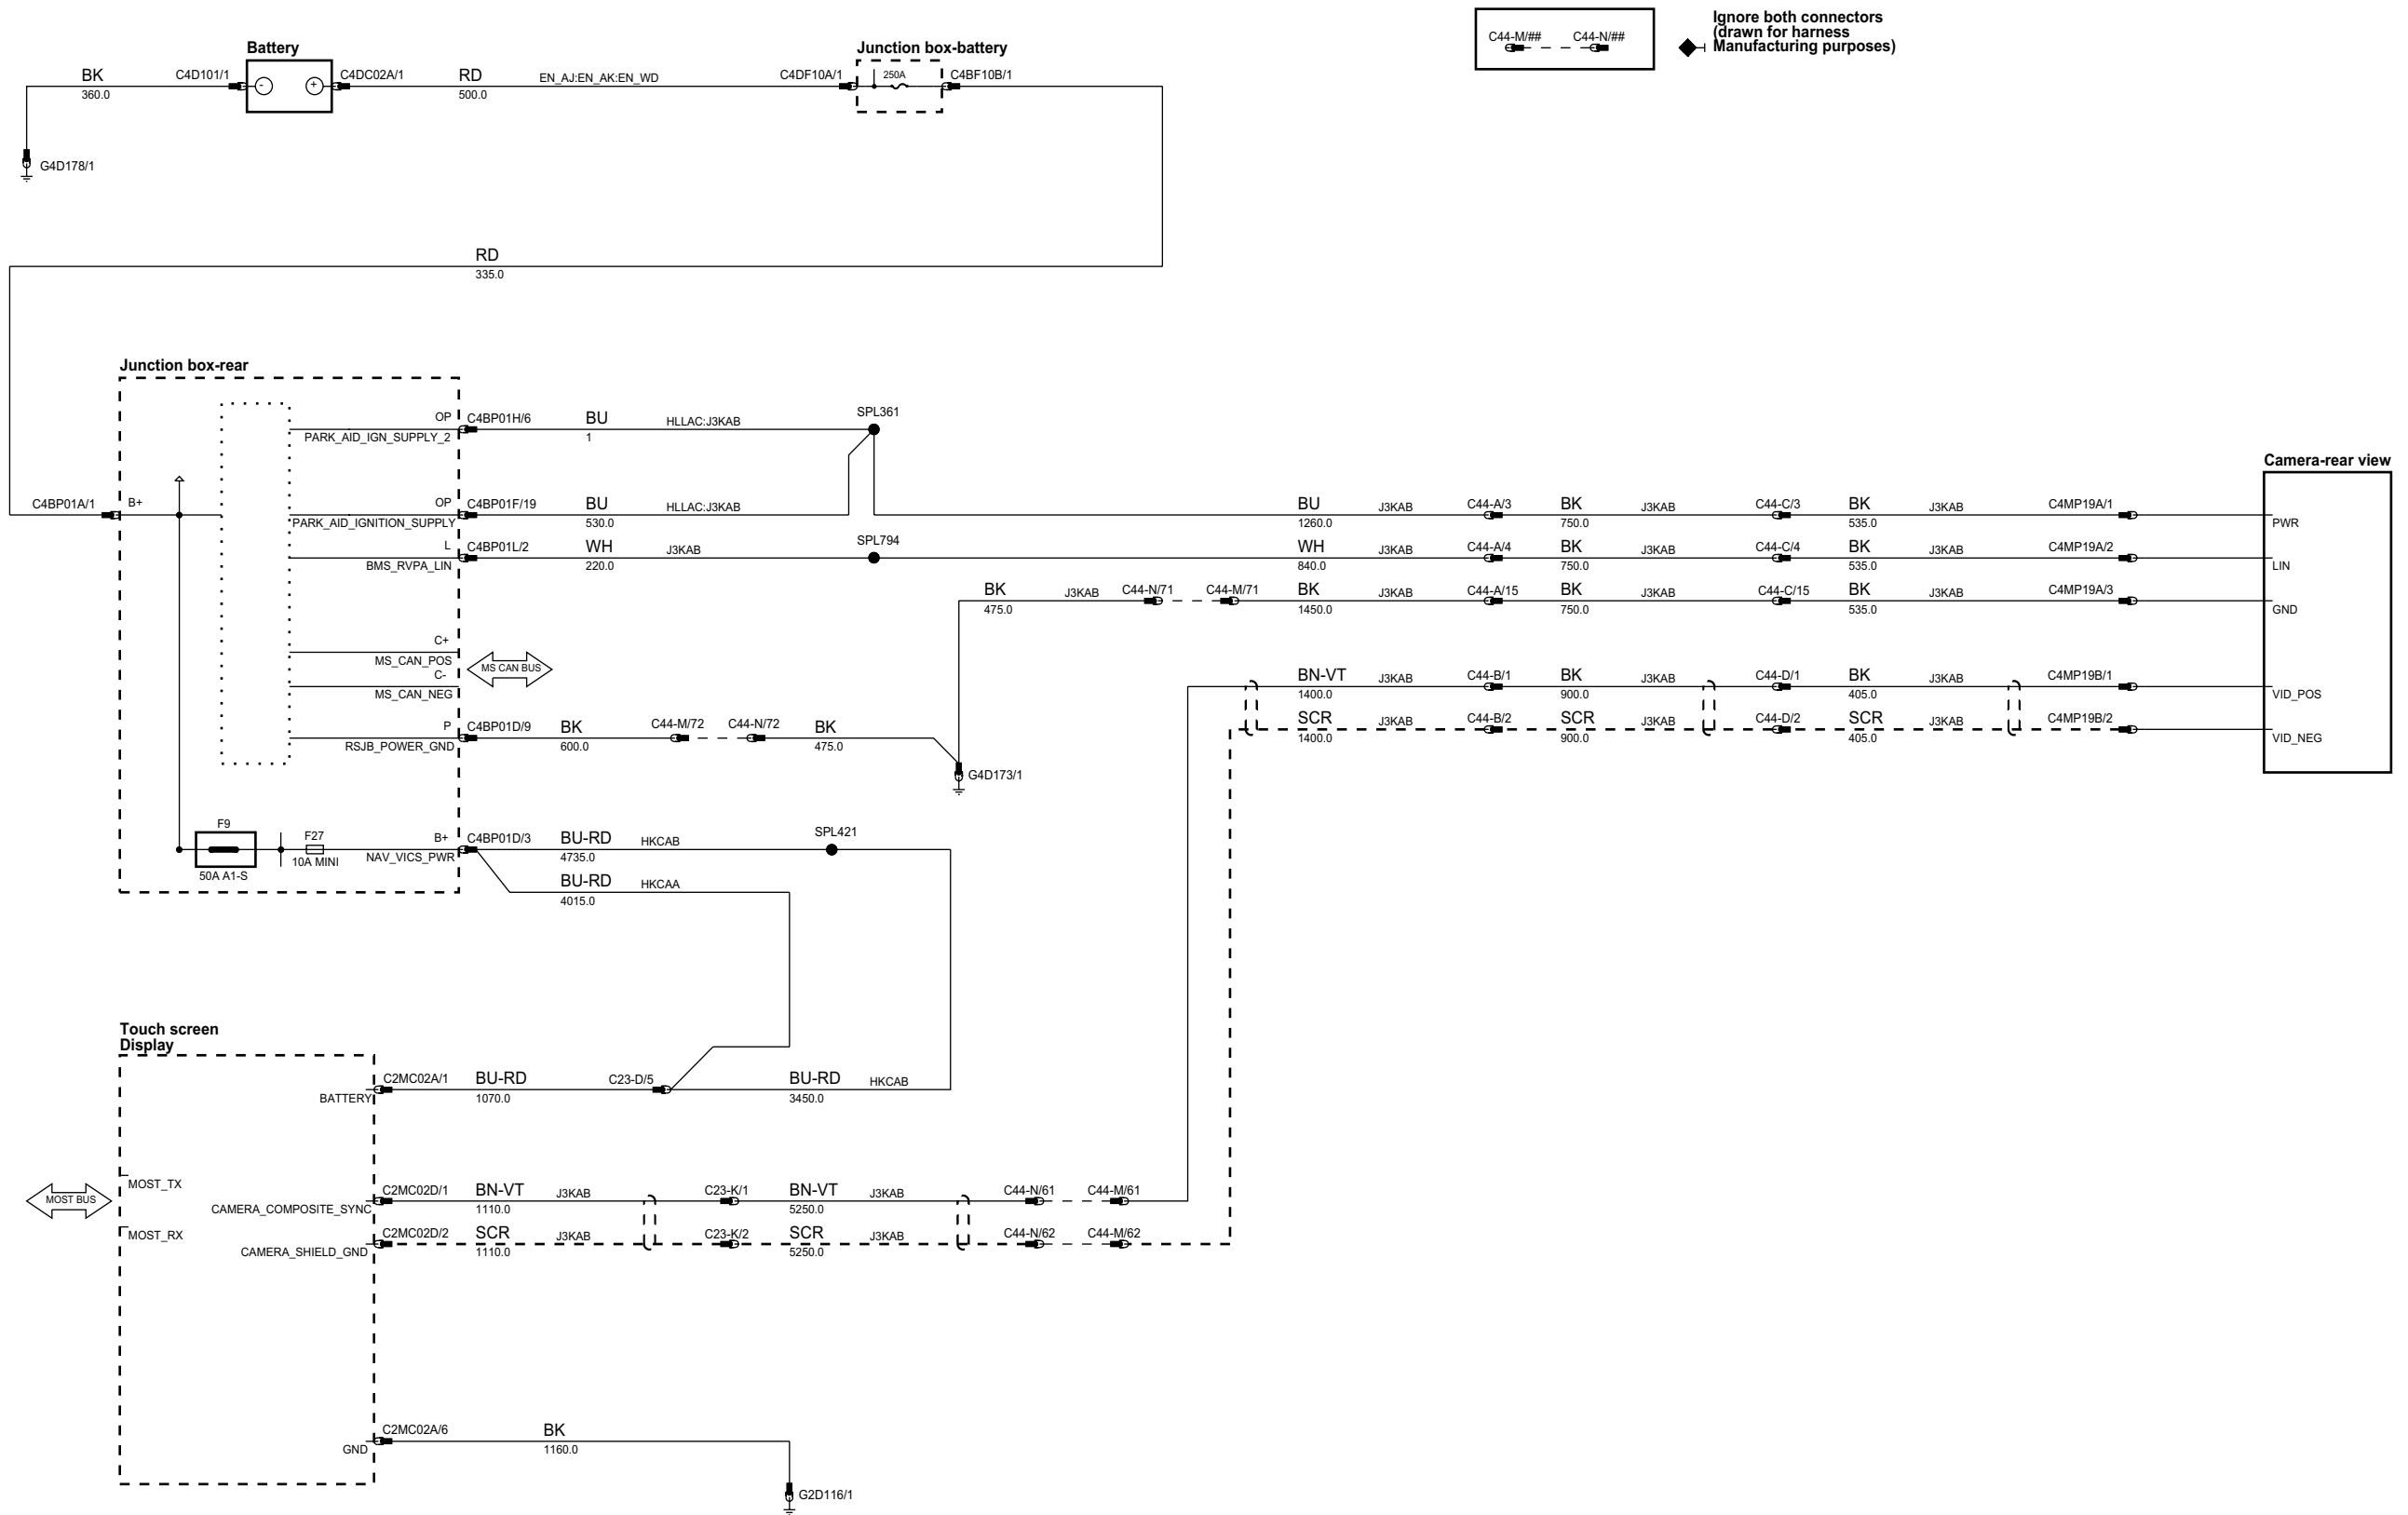 C44-M/##
C44-N/##
Ignore both connectors
(drawn for harness
Manufacturing purposes)
Battery
Junction box-battery
BK
360.0
C4D101/1
-
+
C4DC02A/1
RD
500.0
EN_AJ:EN_AK:EN_WD
C4DF10A/1
250A
C4BF10B/1
G4D178/1
RD
335.0
Junction box-rear
C4BP01A/1
B+
OP
PARK_AID_IGN_SUPPLY_2
C4BP01H/6
BU
1
HLLAC:J3KAB
SPL361
OP
PARK_AID_IGNITION_SUPPLY
C4BP01F/19
BU
530.0
HLLAC:J3KAB
BU
1260.0
J3KAB
C44-A/3
BK
750.0
J3KAB
C44-C/3
BK
535.0
J3KAB
C4MP19A/1
Camera-rear view
PWR
L
BMS_RVPA_LIN
C4BP01L/2
WH
220.0
J3KAB
SPL794
WH
840.0
J3KAB
C44-A/4
BK
750.0
J3KAB
C44-C/4
BK
535.0
J3KAB
C4MP19A/2
LIN
BK
475.0
J3KAB
C44-N/71
C44-M/71
BK
1450.0
J3KAB
C44-A/15
BK
750.0
J3KAB
C44-C/15
BK
535.0
J3KAB
C4MP19A/3
GND
C+
MS_CAN_POS
C-
MS_CAN_NEG
MS CAN BUS
BN-VT
1400.0
J3KAB
C44-B/1
BK
900.0
J3KAB
C44-D/1
BK
405.0
J3KAB
C4MP19B/1
VID_POS
SCR
1400.0
J3KAB
C44-B/2
SCR
900.0
J3KAB
C44-D/2
SCR
405.0
J3KAB
C4MP19B/2
VID_NEG
P
RSJB_POWER_GND
C4BP01D/9
BK
600.0
C44-M/72
C44-N/72
BK
475.0
G4D173/1
F9
50A A1-S
F27
10A MINI
B+
NAV_VICS_PWR
C4BP01D/3
BU-RD
4735.0
HKCAB
SPL421
BU-RD
4015.0
HKCAA
Touch screen
Display
BATTERY
C2MC02A/1
BU-RD
1070.0
C23-D/5
BU-RD
3450.0
HKCAB
MOST BUS
MOST_TX
MOST_RX
CAMERA_COMPOSITE_SYNC
C2MC02D/1
BN-VT
1110.0
J3KAB
C23-K/1
BN-VT
5250.0
J3KAB
C44-N/61
C44-M/61
CAMERA_SHIELD_GND
C2MC02D/2
SCR
1110.0
J3KAB
C23-K/2
SCR
5250.0
J3KAB
C44-N/62
C44-M/62
GND
C2MC02A/6
BK
1160.0
G2D116/1